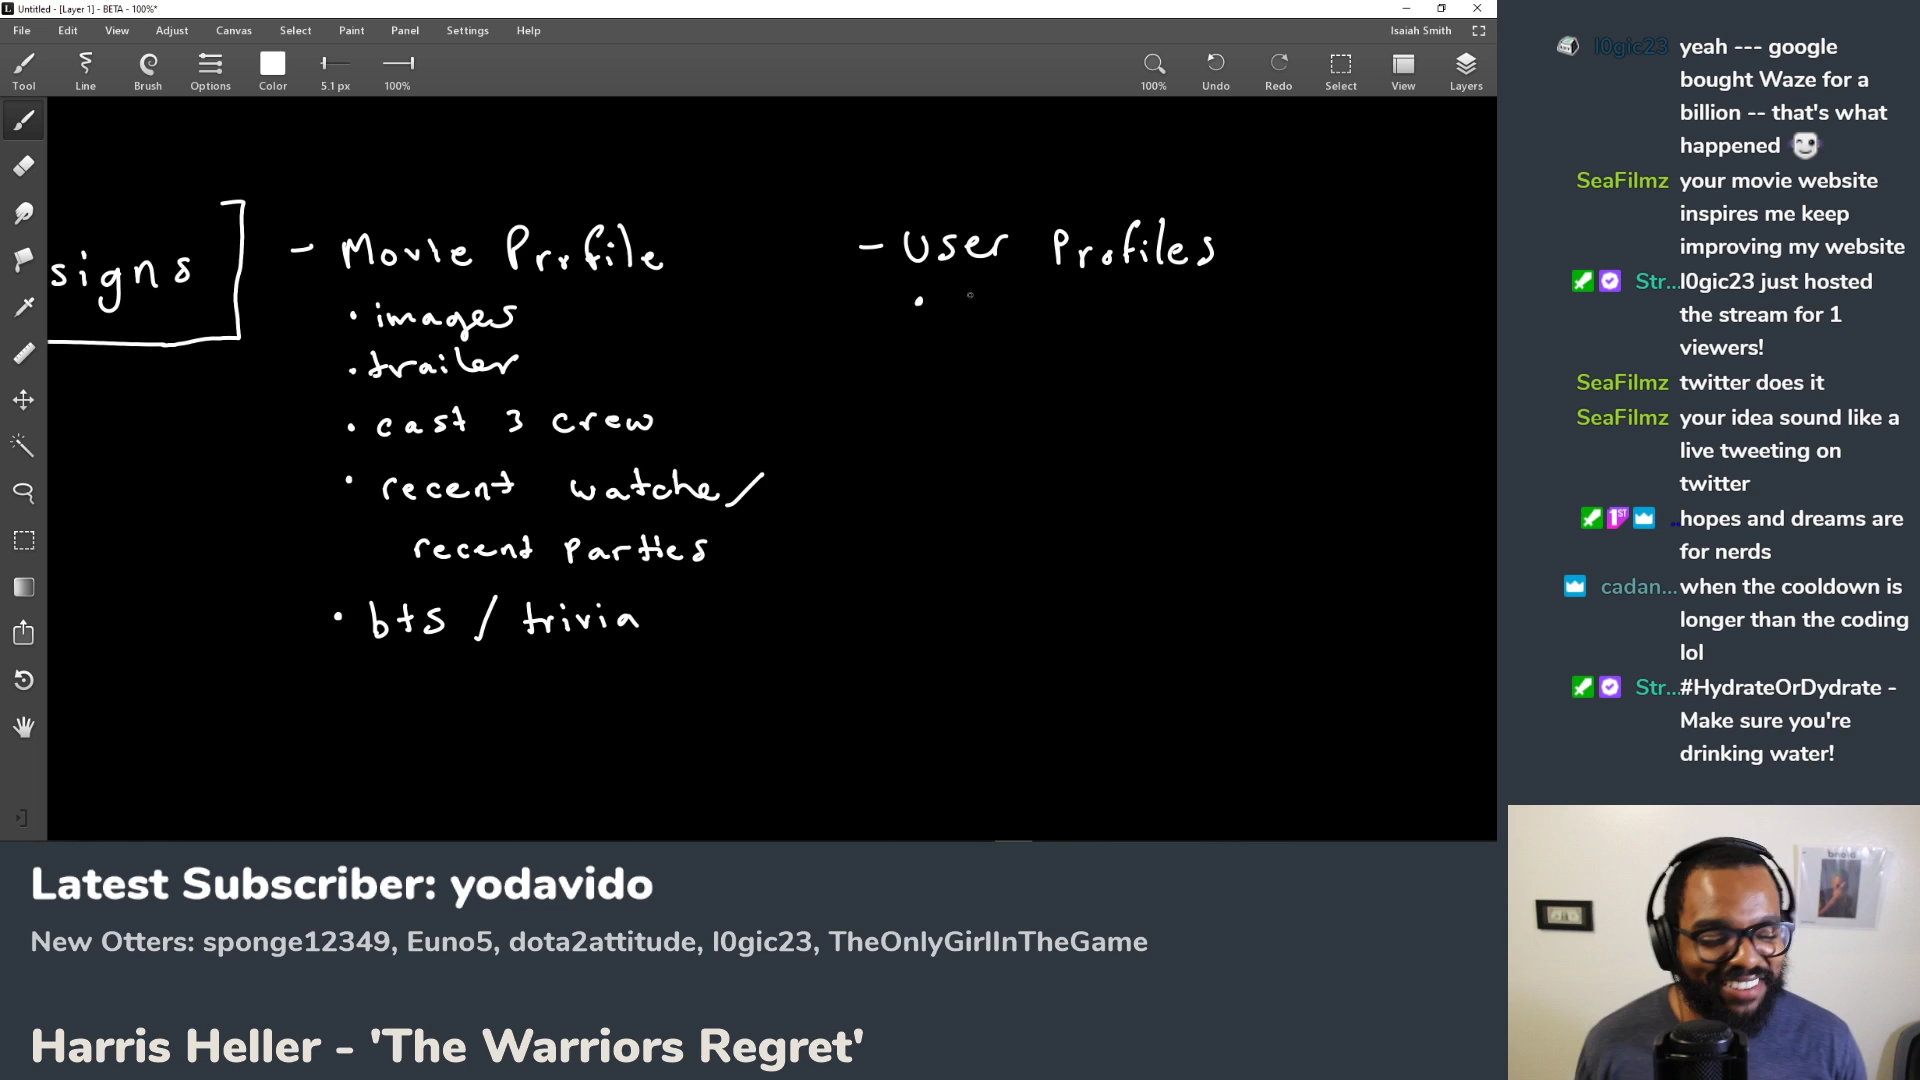 Untitled - [Layer 1] - BETA - 100%*
File Edit View Adjust Canvas Select Paint Panel Settings Help
Isaiah Smith
Tool Line Brush Options Color 5.1 px 100%
100% Undo Redo Select View Layers
signs
- Movie Profile
• images
• trailer
• cast 3 crew
• recent watche/
recent parties
• bts / trivia
- User Profiles
•
l0gic23 yeah --- google
bought Waze for a
billion -- that's what
happened
SeaFilmz your movie website
inspires me keep
improving my website
Str... l0gic23 just hosted
the stream for 1
viewers!
SeaFilmz twitter does it
SeaFilmz your idea sound like a
live tweeting on
twitter
1ST ..hopes and dreams are
for nerds
cadan... when the cooldown is
longer than the coding
lol
Str... #HydrateOrDydrate -
Make sure you're
drinking water!
Latest Subscriber: yodavido
New Otters: sponge12349, Euno5, dota2attitude, l0gic23, TheOnlyGirlInTheGame
Harris Heller - 'The Warriors Regret'